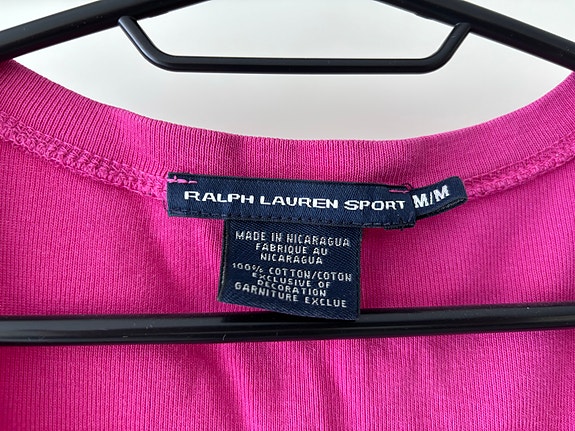 RALPH LAUREN SPORT M/M
MADE IN NICARAGUA
FABRIQUE AU
NICARAGUA
100% COTTON/COTON
EXCLUSIVE OF
DECORATION
GARNITURE EXCLUE